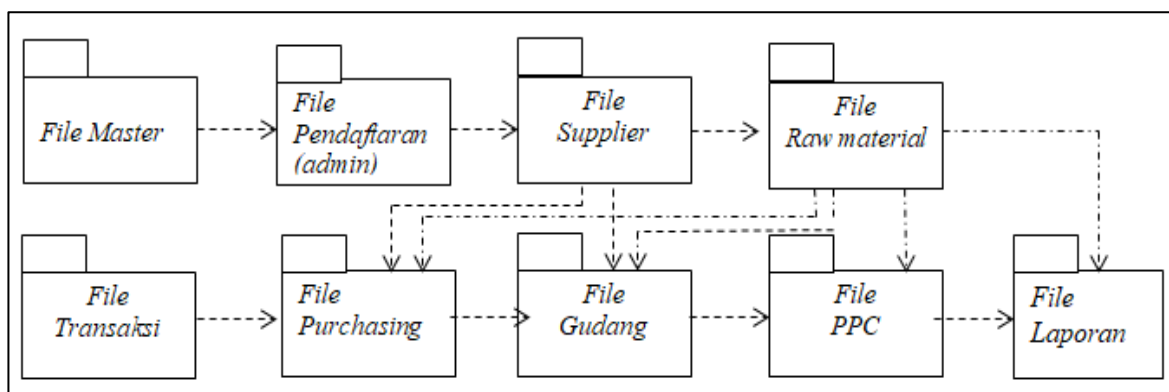 File Master
File
Pendaftaran
(admin)
File
Supplier
File
Raw material
File
Transaksi
File
Purchasing
File
Gudang
File
PPC
File
Laporan